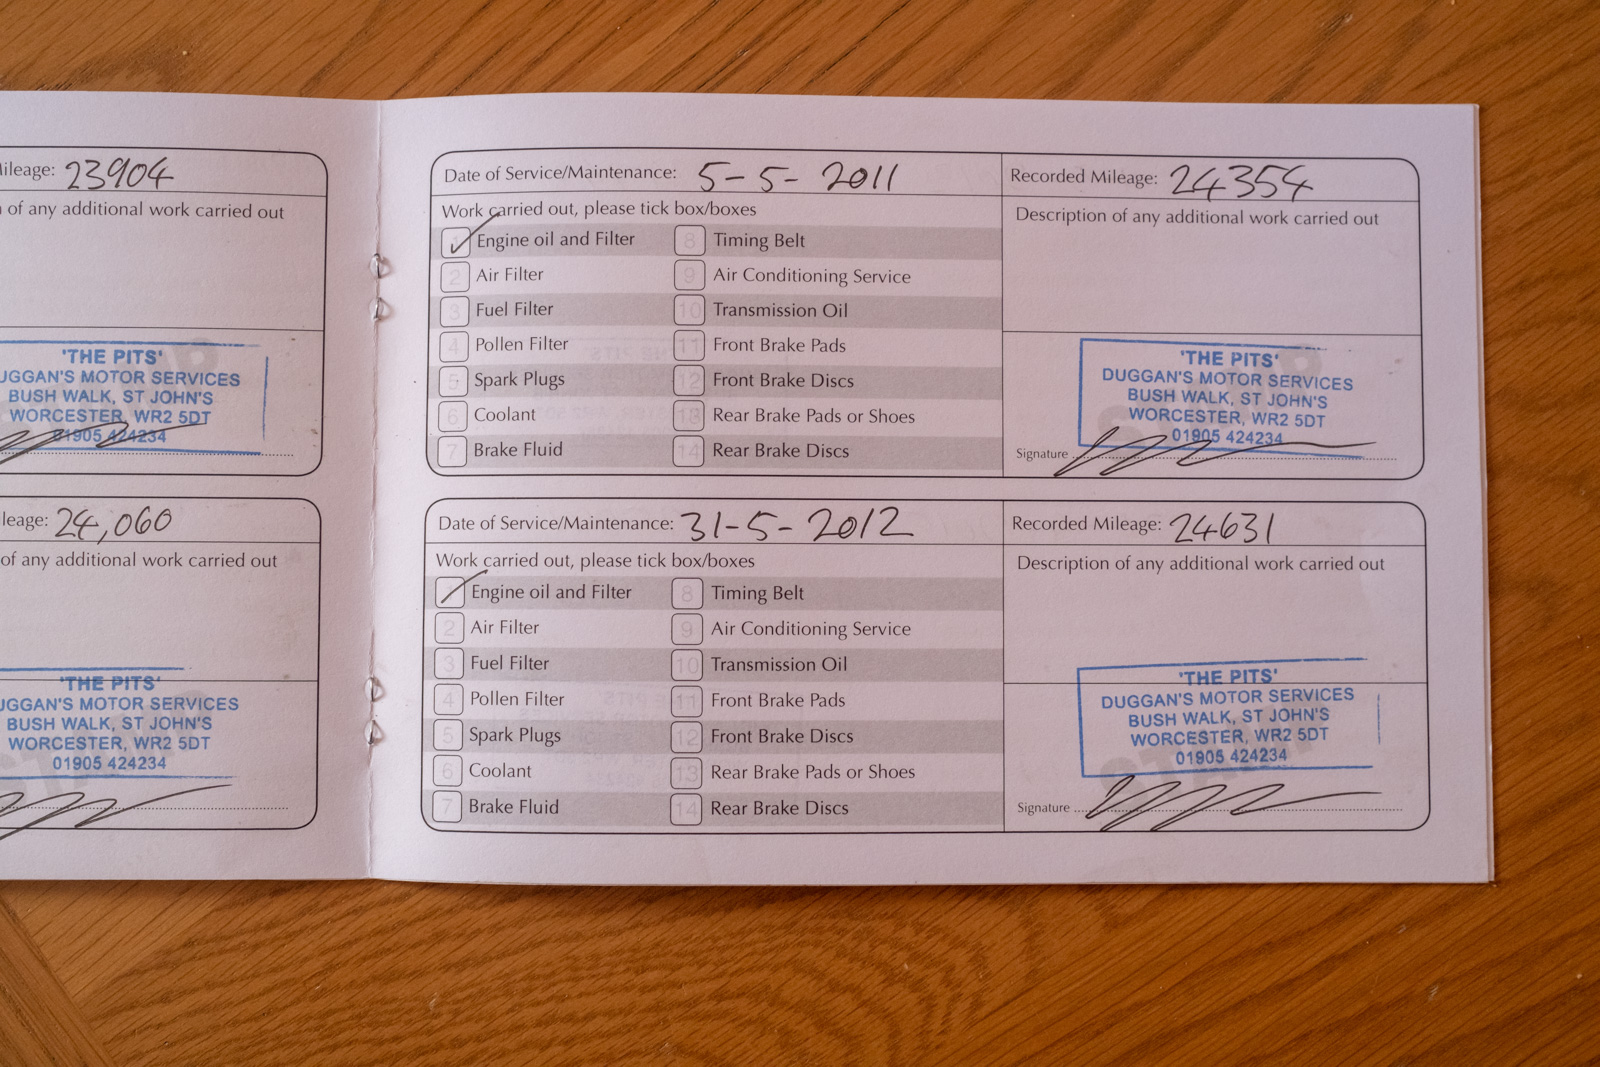 ileage: 23904
of any additional work carried out
'THE PITS'
UGGAN'S MOTOR SERVICES
BUSH WALK, ST JOHN'S
WORCESTER, WR2 5DT
01905 424234
leage: 24,060
of any additional work carried out
'THE PITS'
UGGAN'S MOTOR SERVICES
BUSH WALK, ST JOHN'S
WORCESTER, WR2 5DT
01905 424234
Date of Service/Maintenance: 5-5-2011 Recorded Mileage: 24354
Work carried out, please tick box/boxes Description of any additional work carried out
Engine oil and Filter 8 Timing Belt
2 Air Filter 9 Air Conditioning Service
3 Fuel Filter 10 Transmission Oil
4 Pollen Filter 11 Front Brake Pads
5 Spark Plugs 12 Front Brake Discs
6 Coolant 13 Rear Brake Pads or Shoes
7 Brake Fluid 14 Rear Brake Discs
'THE PITS'
DUGGAN'S MOTOR SERVICES
BUSH WALK, ST JOHN'S
WORCESTER, WR2 5DT
01905 424234
Signature
Date of Service/Maintenance: 31-5-2012 Recorded Mileage: 24631
Work carried out, please tick box/boxes Description of any additional work carried out
Engine oil and Filter 8 Timing Belt
2 Air Filter 9 Air Conditioning Service
3 Fuel Filter 10 Transmission Oil
4 Pollen Filter 11 Front Brake Pads
5 Spark Plugs 12 Front Brake Discs
6 Coolant 13 Rear Brake Pads or Shoes
7 Brake Fluid 14 Rear Brake Discs
'THE PITS'
DUGGAN'S MOTOR SERVICES
BUSH WALK, ST JOHN'S
WORCESTER, WR2 5DT
01905 424234
Signature